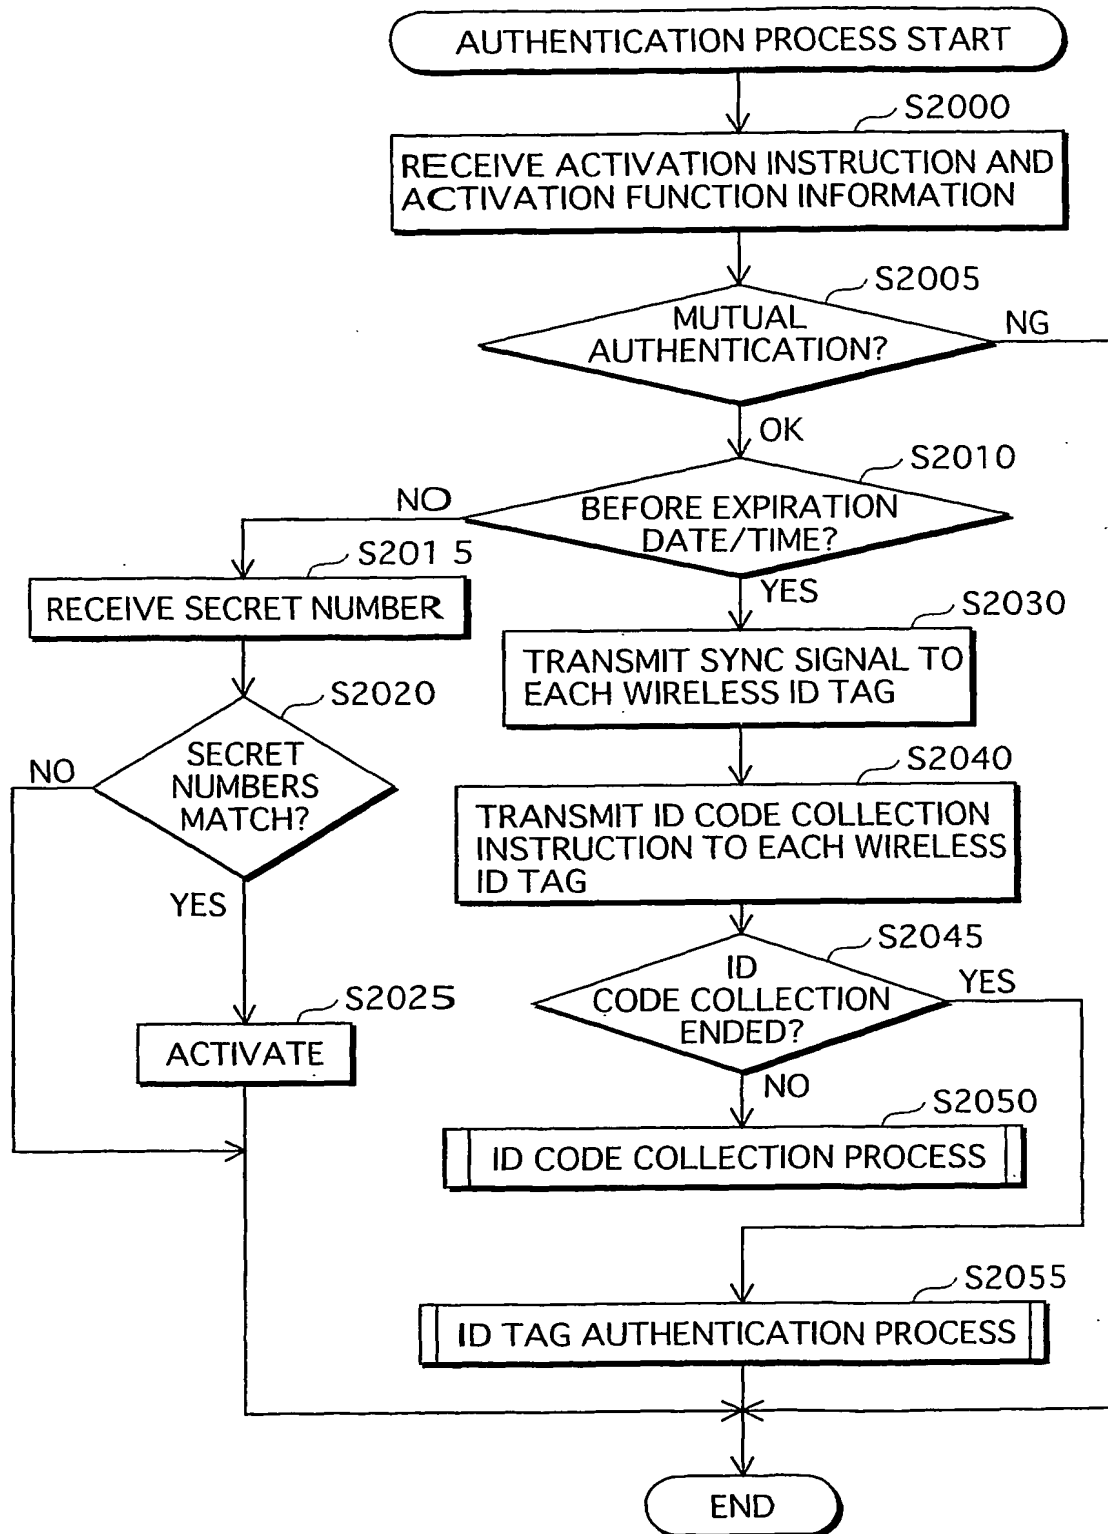 AUTHENTICATION PROCESS START
S2000
RECEIVE ACTIVATION INSTRUCTION AND
ACTIVATION FUNCTION INFORMATION
S2005
MUTUAL
AUTHENTICATION?
NG
OK
S2010
BEFORE EXPIRATION
DATE/TIME?
NO
YES
S201 5
RECEIVE SECRET NUMBER
S2030
TRANSMIT SYNC SIGNAL TO
EACH WIRELESS ID TAG
S2020
SECRET
NUMBERS
MATCH?
NO
YES
S2040
TRANSMIT ID CODE COLLECTION
INSTRUCTION TO EACH WIRELESS
ID TAG
S2045
ID
CODE COLLECTION
ENDED?
YES
NO
S2025
ACTIVATE
S2050
ID CODE COLLECTION PROCESS
S2055
ID TAG AUTHENTICATION PROCESS
END